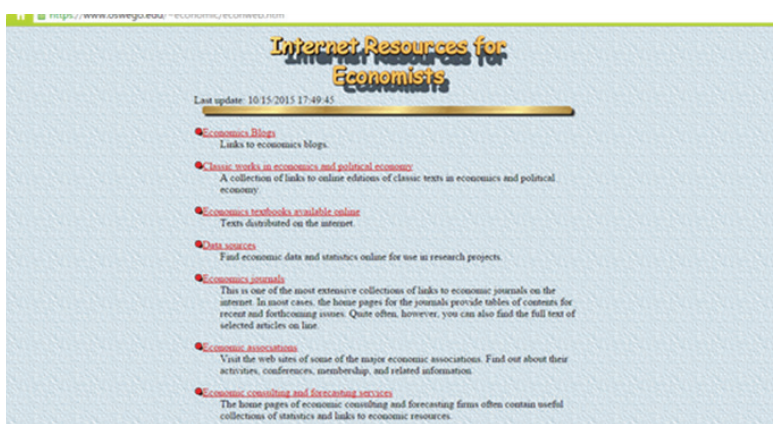 https://www.oswego.edu/~economic/econweb.htm
Internet Resources for
Economists
Last update: 10/15/2015 17:49:45
Economics Blogs
Links to economics blogs.
Classic works in economics and political economy
A collection of links to online editions of classic texts in economics and political
economy.
Economics textbooks available online
Texts distributed on the internet.
Data sources
Find economic data and statistics online for use in research projects.
Economics journals
This is one of the most extensive collections of links to economic journals on the
internet. In most cases, the home pages for the journals provide tables of contents for
recent and forthcoming issues. Quite often, however, you can also find the full text of
selected articles on line.
Economic associations
Visit the web sites of some of the major economic associations. Find out about their
activities, conferences, membership, and related information.
Economic consulting and forecasting services
The home pages of economic consulting and forecasting firms often contain useful
collections of statistics and links to economic resources.